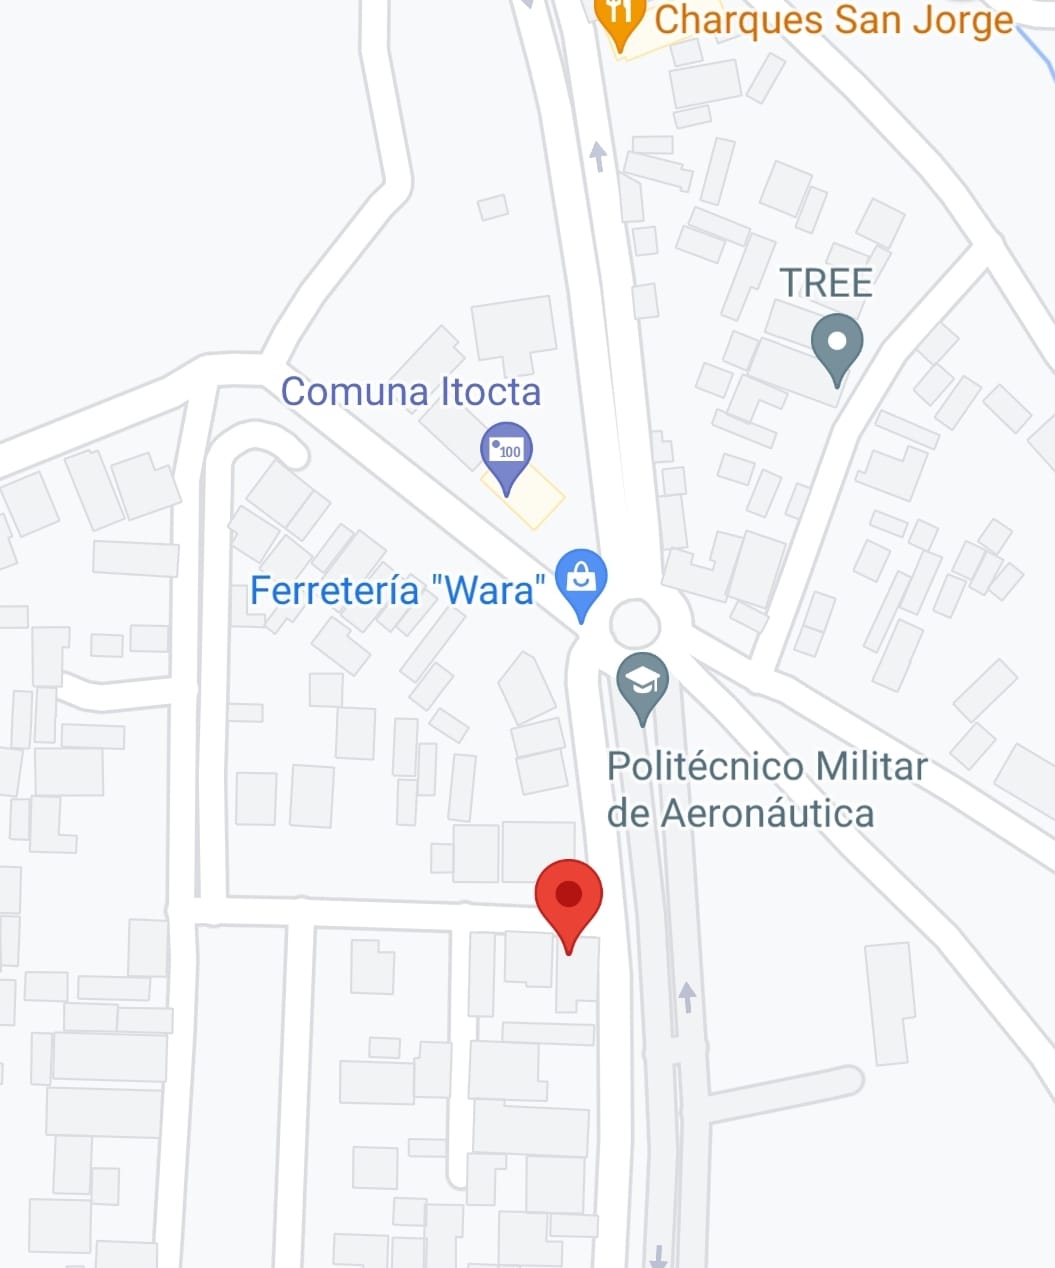 Charques San Jorge
TREE
Comuna Itocta
100
Ferretería "Wara"
Politécnico Militar
de Aeronáutica